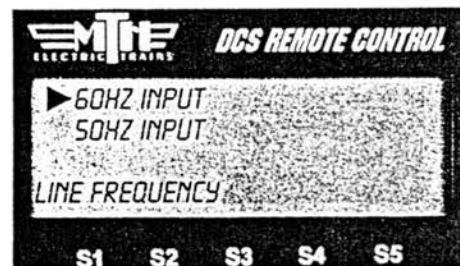 MTH
ELECTRIC TRAINS
DCS REMOTE CONTROL
▶60HZ INPUT
50HZ INPUT
LINE FREQUENCY
S1 S2 S3 S4 S5